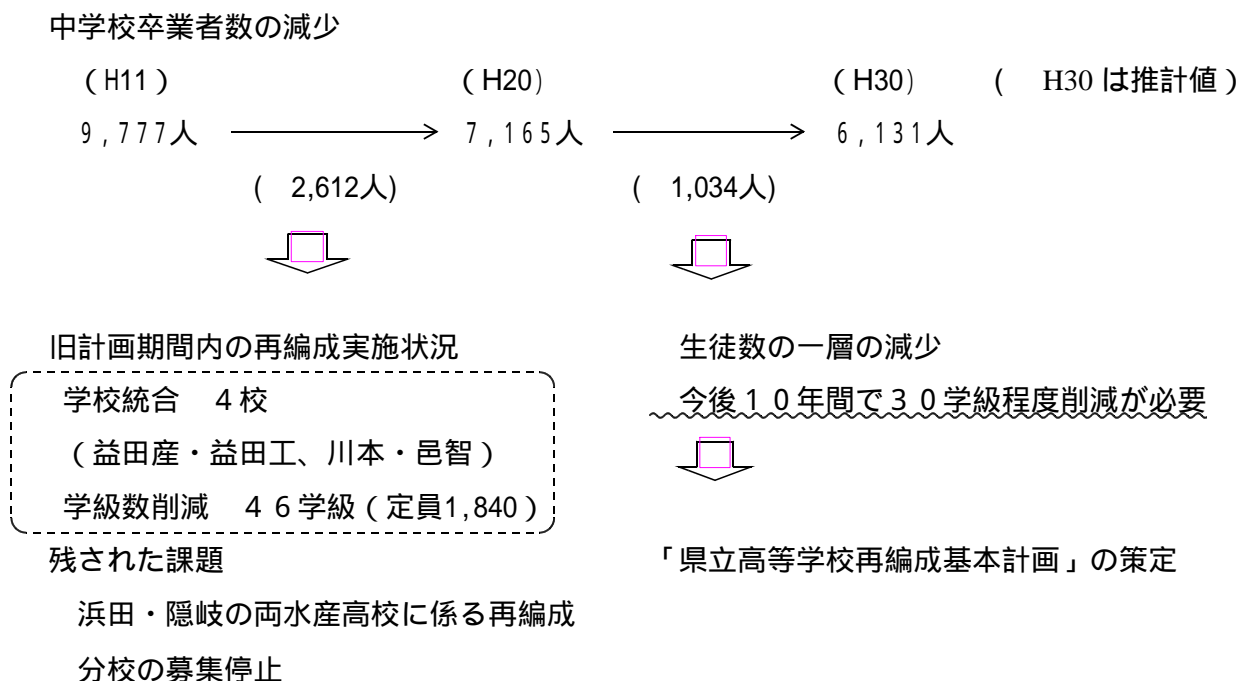 中学校卒業者数の減少
（H11） （H20） （H30） （ H30は推計値）
9,777人 7,165人 6,131人
( 2,612人) ( 1,034人)
旧計画期間内の再編成実施状況
学校統合 4校
（益田産・益田工、川本・邑智）
学級数削減 46学級（定員1,840）
残された課題
浜田・隠岐の両水産高校に係る再編成
分校の募集停止
生徒数の一層の減少
今後10年間で30学級程度削減が必要
「県立高等学校再編成基本計画」の策定